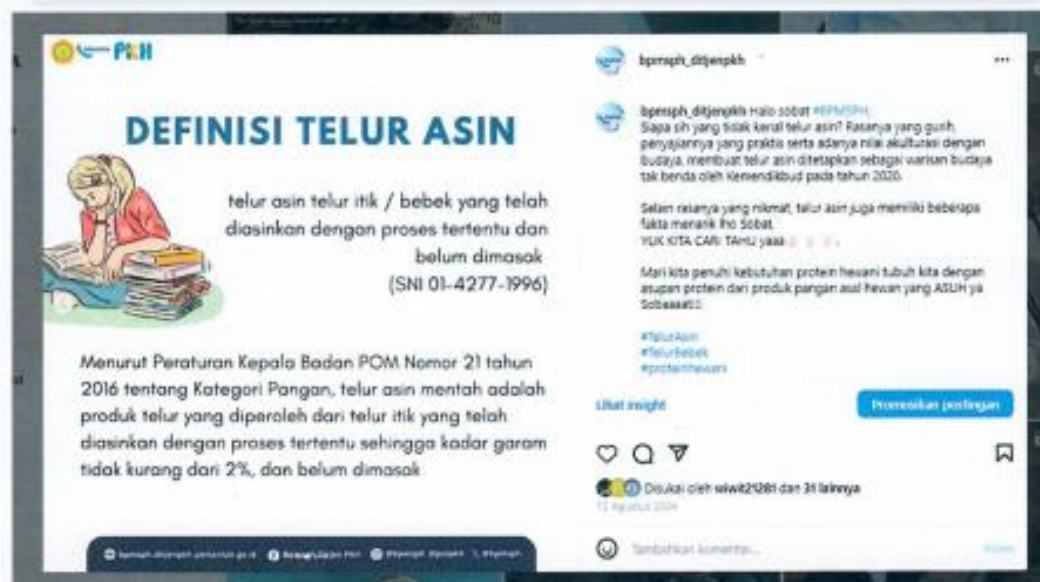 PKH
DEFINISI TELUR ASIN
telur asin telur itik / bebek yang telah
diasinkan dengan proses tertentu dan
belum dimasak
(SNI 01-4277-1996)
Menurut Peraturan Kepala Badan POM Nomor 21 tahun
2016 tentang Kategori Pangan, telur asin mentah adalah
produk telur yang diperoleh dari telur itik yang telah
diasinkan dengan proses tertentu sehingga kadar garam
tidak kurang dari 2%, dan belum dimasak
bpmsph_ditjenpkh
bpmsph_ditjenpkh Halo sobat #BPMSPH,
Siapa sih yang tidak kenal telur asin? Rasanya yang gurih,
penyajiannya yang praktis serta adanya nilai akulturasi dengan
budaya, membuat telur asin ditetapkan sebagai warisan budaya
tak benda oleh Kemendikbud pada tahun 2020.
Selain rasanya yang nikmat, telur asin juga memiliki beberapa
fakta menarik lho Sobat.
YUK KITA CARI TAHU yaaa
Mari kita penuhi kebutuhan protein hewani tubuh kita dengan
asupan protein dari produk pangan asal hewan yang ASUH ya
Sobaaaat
#TelurAsin
#TelurBebek
#proteinhewani
Lihat insight
Promosikan postingan
Disukai oleh wiwit21281 dan 31 lainnya
Agustus 2024
Tambahkan komentar...